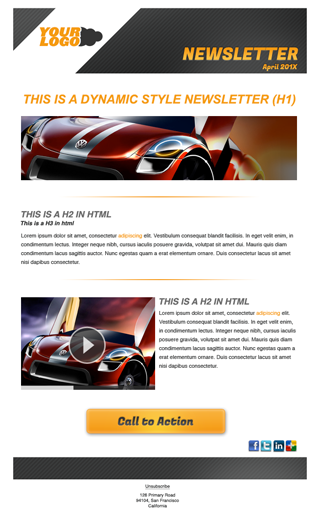 YOUR
LOGO
NEWSLETTER
April 201X
THIS IS A DYNAMIC STYLE NEWSLETTER (H1)
THIS IS A H2 IN HTML
This is a H3 in html
Lorem ipsum dolor sit amet, consectetur adipiscing elit. Vestibulum consequat blandit facilisis. In eget velit enim, in
condimentum lectus. Integer neque nibh, cursus iaculis posuere gravida, volutpat sit amet dui. Mauris quis diam
condimentum lacus sagittis auctor. Nunc egestas quam a erat elementum ornare. Duis consectetur lacus sit amet
nisi dapibus consectetur.
THIS IS A H2 IN HTML
Lorem ipsum dolor sit amet, consectetur adipiscing elit.
Vestibulum consequat blandit facilisis. In eget velit
enim, in condimentum lectus. Integer neque nibh, cursus iaculis
posuere gravida, volutpat sit amet dui. Mauris quis diam
condimentum lacus sagittis auctor. Nunc egestas quam a
erat elementum ornare. Duis consectetur lacus sit amet
nisi dapibus consectetur.
Call to Action
Unsubscribe
128 Primary Road
94104, San Francisco
California